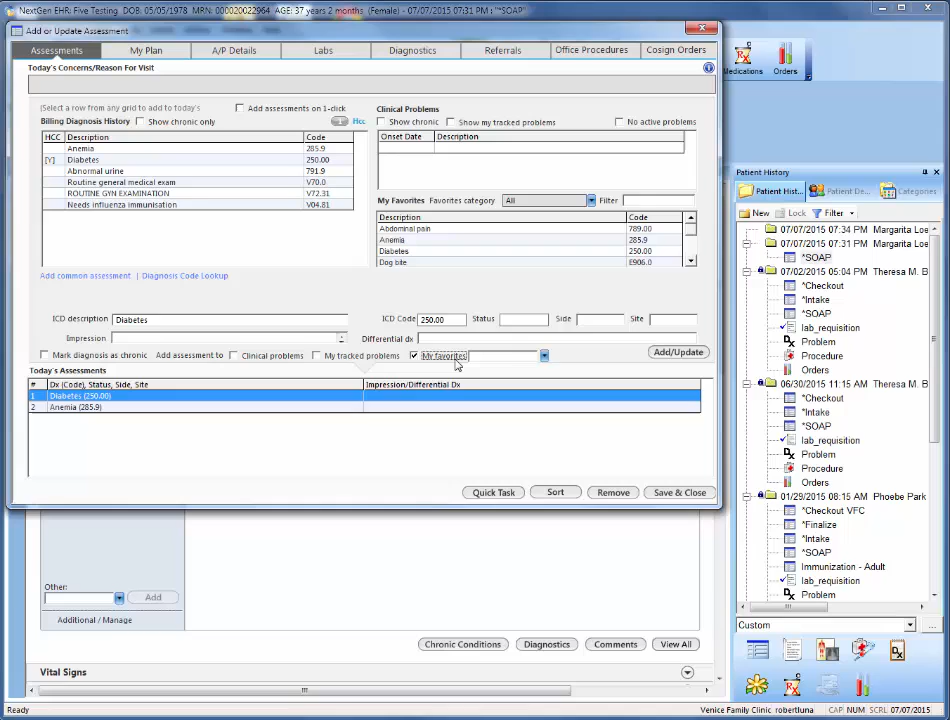 NextGen EHR: Five Testing DOB: 05/05/1978 MRN: 000020022964 AGE: 37 years 2 months (Female) - 07/07/2015 07:31 PM : "*SOAP"
Add or Update Assessment
Assessments My Plan A/P Details Labs Diagnostics Referrals Office Procedures Cosign Orders
Medications Orders
Today's Concerns/Reason For Visit
(Select a row from any grid to add to today's Add assessments on 1-click
Billing Diagnosis History Show chronic only Hcc
HCC Description Code
Anemia 285.9
[Y] Diabetes 250.00
Abnormal urine 791.9
Routine general medical exam V70.0
ROUTINE GYN EXAMINATION V72.31
Needs influenza immunisation V04.81
Clinical Problems
Show chronic Show my tracked problems No active problems
Onset Date Description
My Favorites Favorites category All Filter
Description Code
Abdominal pain 789.00
Anemia 285.9
Diabetes 250.00
Dog bite E906.0
Add common assessment | Diagnosis Code Lookup
ICD description Diabetes ICD Code 250.00 Status Side Site
Impression Differential dx
Mark diagnosis as chronic Add assessment to Clinical problems My tracked problems My favorites Add/Update
Today's Assessments
# Dx (Code), Status, Side, Site Impression/Differential Dx
1 Diabetes (250.00)
2 Anemia (285.9)
Quick Task Sort Remove Save & Close
Other:
Add
Additional / Manage
Chronic Conditions Diagnostics Comments View All
Vital Signs
Patient History
Patient Hist... Patient De... Categories
New Lock Filter
07/07/2015 07:34 PM Margarita Loe
07/07/2015 07:31 PM Margarita Loe
*SOAP
07/02/2015 05:04 PM Theresa M. B
*Checkout
*Intake
*SOAP
lab_requisition
Problem
Procedure
Orders
06/30/2015 11:15 AM Theresa M. B
*Checkout
*Intake
*SOAP
lab_requisition
Problem
Procedure
Orders
01/29/2015 08:15 AM Phoebe Park
*Checkout VFC
*Finalize
*Intake
*SOAP
Immunization - Adult
lab_requisition
Problem
Custom
...
Ready Venice Family Clinic robertluna CAP NUM SCRL 07/07/2015